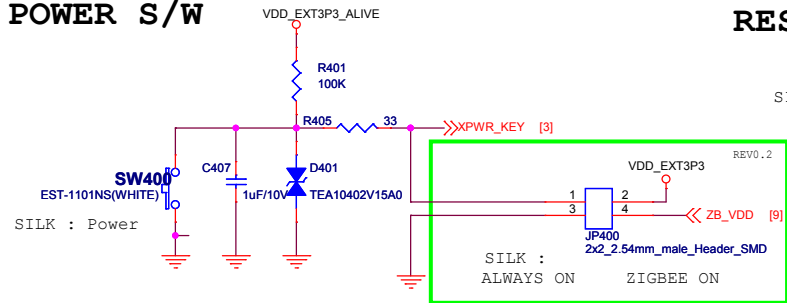 POWER S/W
VDD_EXT3P3_ALIVE
RES
R401
100K
SI
R405
33
XPWR_KEY [3]
REV0.2
VDD_EXT3P3
C407
D401
SW400
EST-1101NS(WHITE)
1uF/10V
TEA10402V15A0
1
2
3
4
ZB_VDD [9]
SILK : Power
JP400
2x2_2.54mm_male_Header_SMD
SILK :
ALWAYS ON
ZIGBEE ON